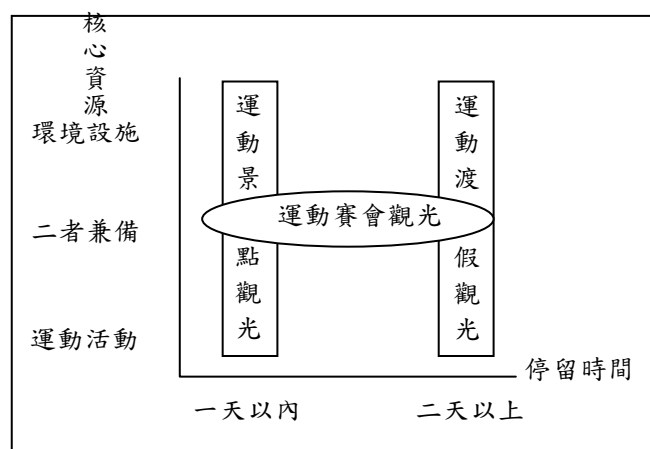 核心資源
環境設施
二者兼備
運動活動
運動景點觀光
運動渡假觀光
運動賽會觀光
停留時間
一天以內
二天以上